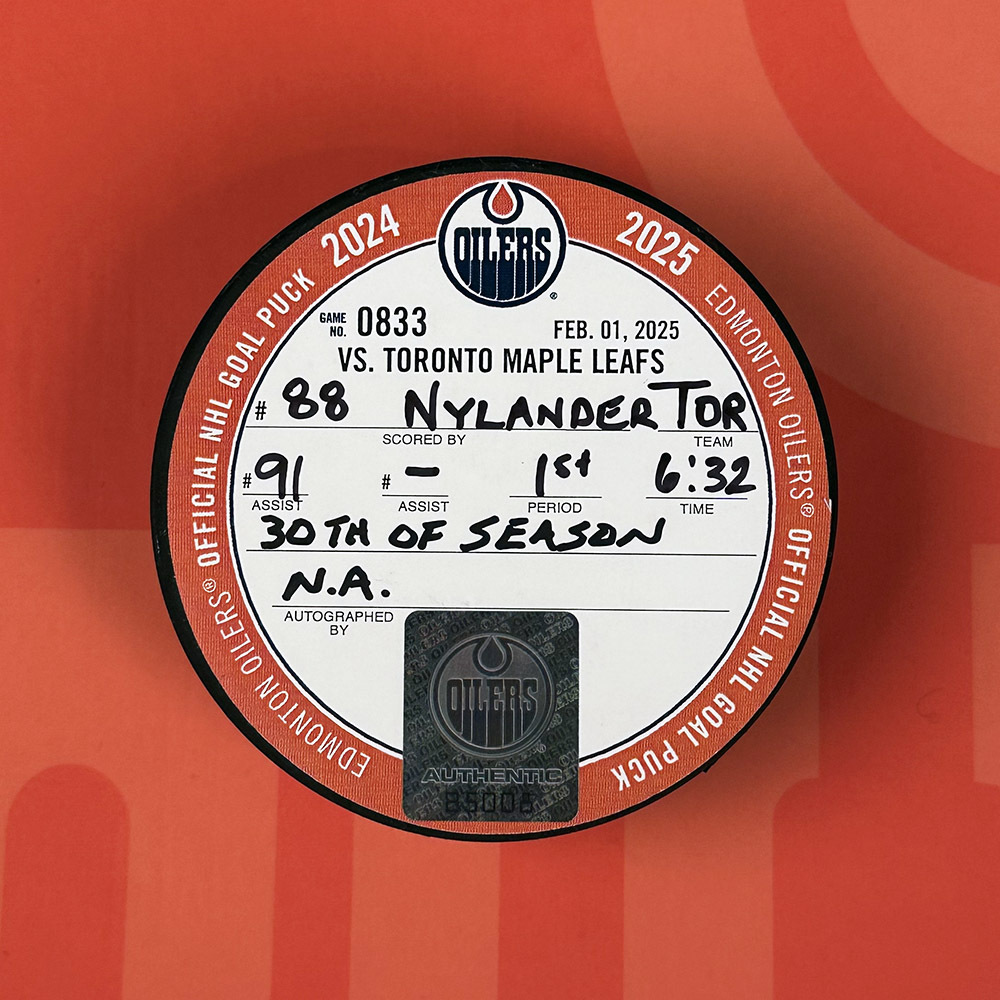 OILERS
®
OFFICIAL NHL GOAL PUCK 2024
2025 EDMONTON OILERS® OFFICIAL NHL GOAL PUCK
EDMONTON OILERS®
GAME NO. 0833 FEB. 01, 2025
VS. TORONTO MAPLE LEAFS
# 88 NYLANDER TOR
SCORED BY TEAM
#91 # - 1st 6:32
ASSIST ASSIST PERIOD TIME
30TH OF SEASON
N.A.
AUTOGRAPHED BY
OILERS
AUTHENTIC